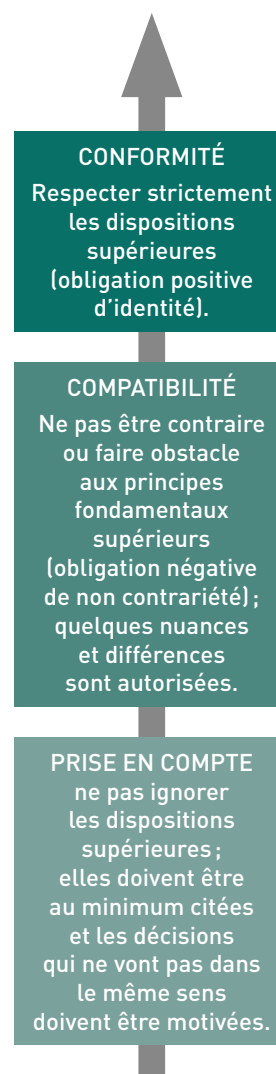 CONFORMITÉ
Respecter strictement
les dispositions
supérieures
(obligation positive
d’identité).
COMPATIBILITÉ
Ne pas être contraire
ou faire obstacle
aux principes
fondamentaux
supérieurs
(obligation négative
de non contrariété) ;
quelques nuances
et différences
sont autorisées.
PRISE EN COMPTE
ne pas ignorer
les dispositions
supérieures ;
elles doivent être
au minimum citées
et les décisions
qui ne vont pas dans
le même sens
doivent être motivées.